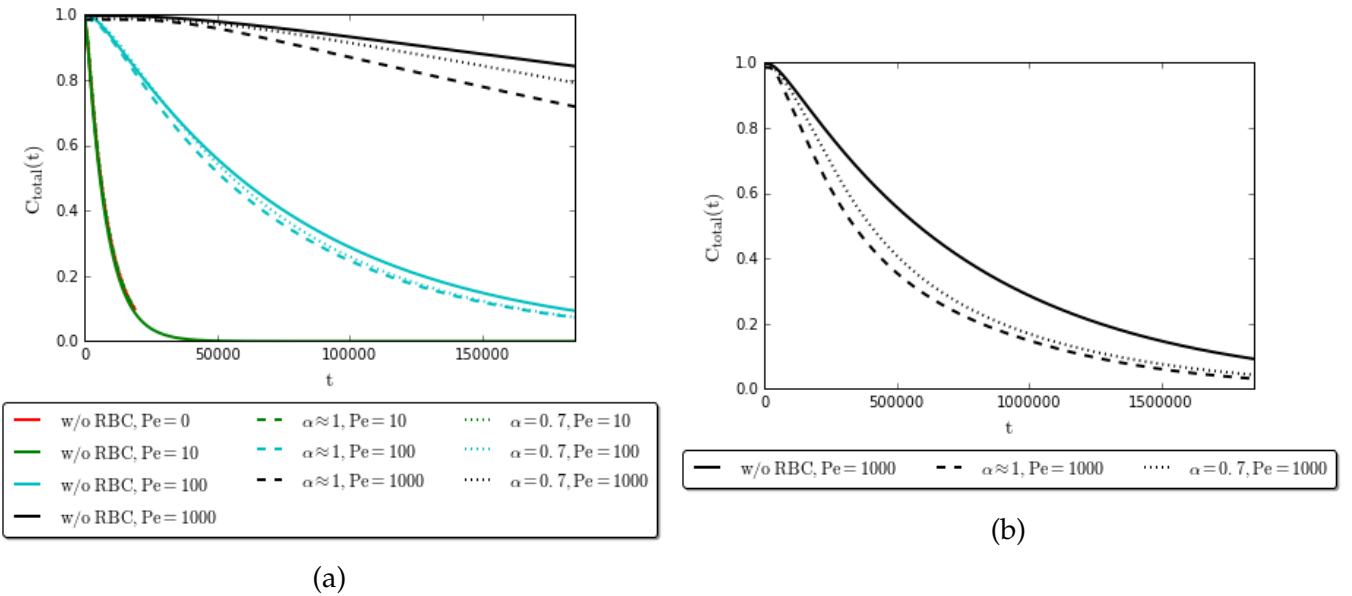 1.0
0.8
0.6
0.4
0.2
0.0
C_total(t)
0 50000 100000 150000
t
w/o RBC, Pe = 0 α ≈ 1, Pe = 10 α = 0.7, Pe = 10
w/o RBC, Pe = 10 α ≈ 1, Pe = 100 α = 0.7, Pe = 100
w/o RBC, Pe = 100 α ≈ 1, Pe = 1000 α = 0.7, Pe = 1000
w/o RBC, Pe = 1000
(a)
1.0
0.8
0.6
0.4
0.2
0.0
C_total(t)
0 500000 1000000 1500000
t
w/o RBC, Pe = 1000 α ≈ 1, Pe = 1000 α = 0.7, Pe = 1000
(b)